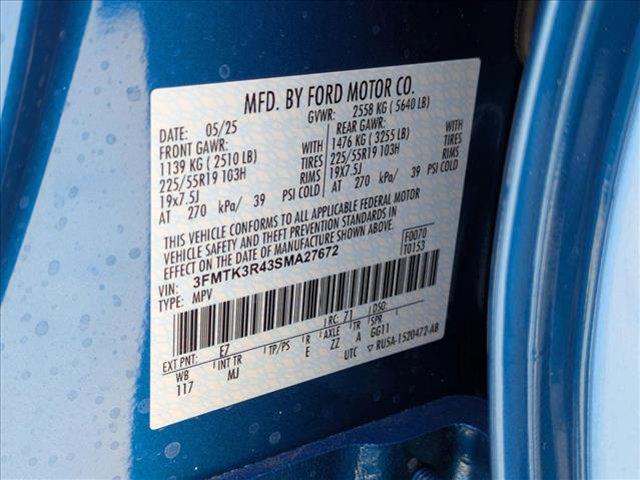 MFD. BY FORD MOTOR CO.
DATE: 05/25 GVWR: 2558 KG ( 5640 LB)
FRONT GAWR: REAR GAWR:
1139 KG ( 2510 LB) 1476 KG ( 3255 LB)
225/55R19 103H TIRES 225/55R19 103H TIRES
19x7.5J RIMS 19x7.5J RIMS
AT 270 kPa/ 39 PSI COLD AT 270 kPa/ 39 PSI COLD
THIS VEHICLE CONFORMS TO ALL APPLICABLE FEDERAL MOTOR
VEHICLE SAFETY AND THEFT PREVENTION STANDARDS IN
EFFECT ON THE DATE OF MANUFACTURE SHOWN ABOVE.
VIN: 3FMTK3R43SMA27672 F0070
TYPE: MPV T0153
EXT PNT: E7 RC: 71 DSO:
WB INT TR TP/PS R AXLE TR SPR
117 MJ E ZZ A GG11
UTC ▽ RU5A-1520472-AB